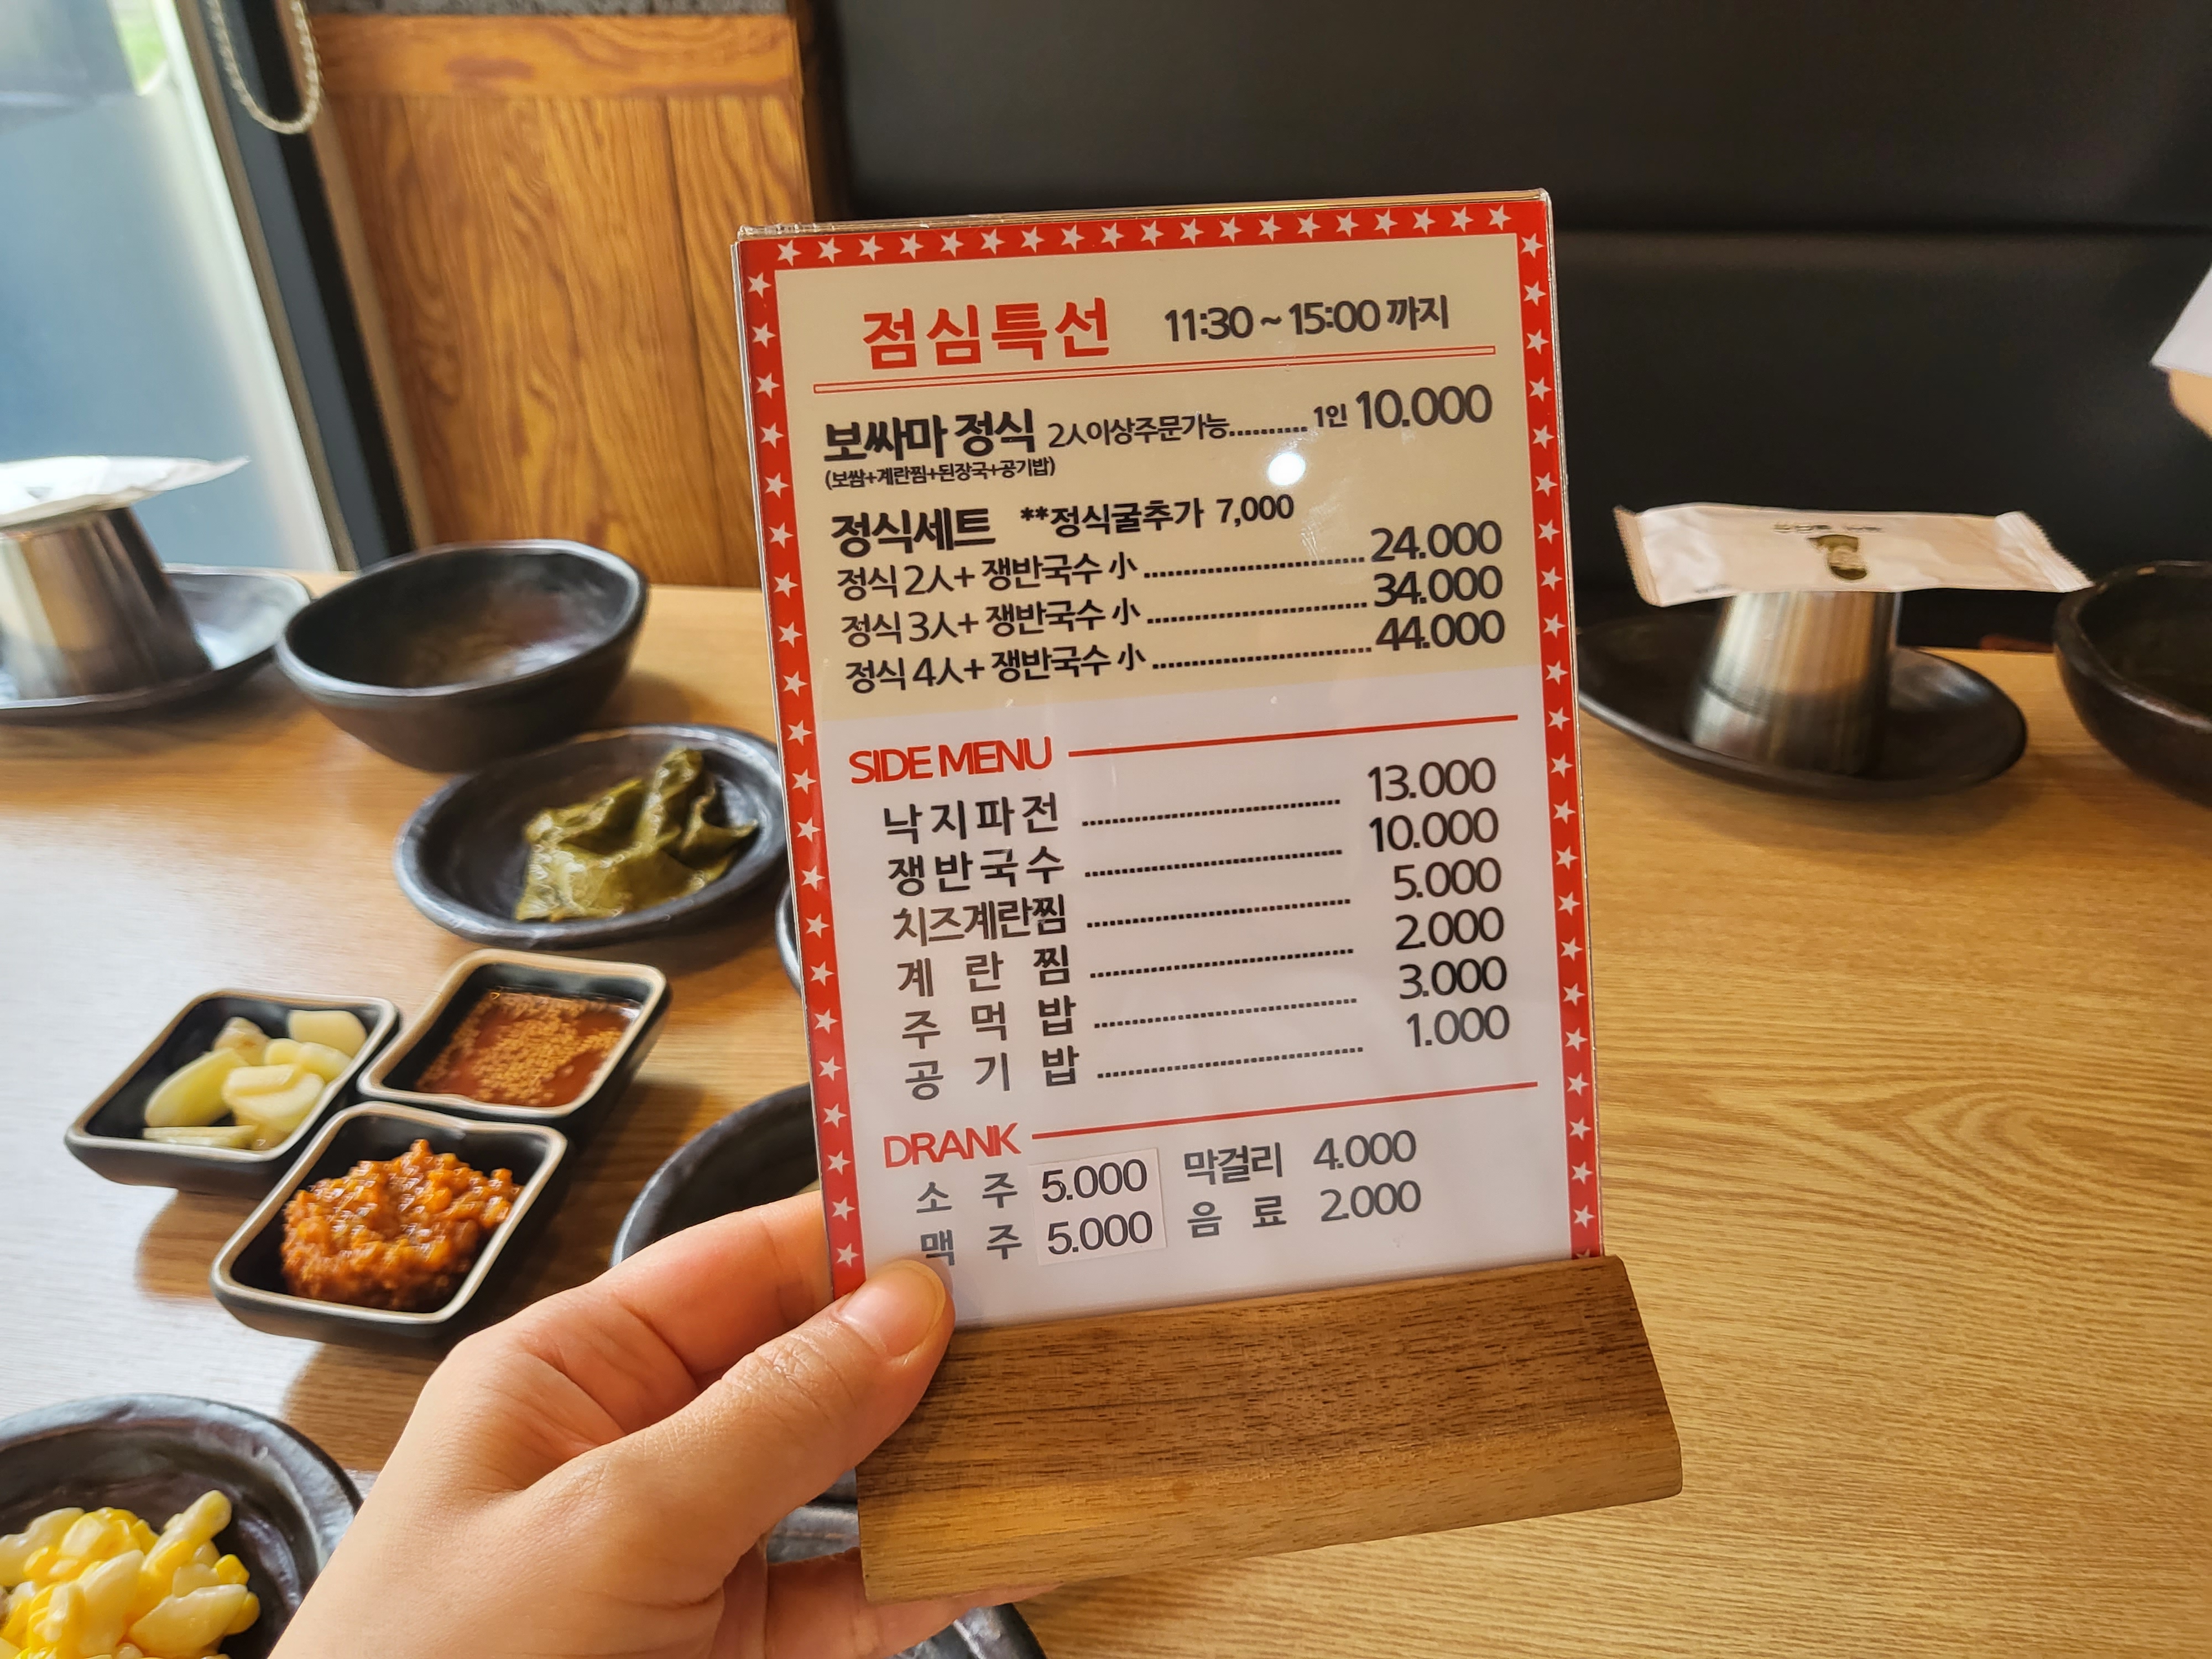 점심특선 11:30 ~ 15:00 까지
보싸마 정식 2人이상주문가능.......... 1인 10.000
(보쌈+계란찜+된장국+공기밥)
정식세트 **정식굴추가 7,000
정식 2人+ 쟁반국수 小 ............................ 24.000
정식 3人+ 쟁반국수 小 ............................ 34.000
정식 4人+ 쟁반국수 小 ............................ 44.000
SIDE MENU
낙지파전 ................................ 13.000
쟁반국수 ................................ 10.000
치즈계란찜 ................................ 5.000
계 란 찜 ................................ 2.000
주 먹 밥 ................................ 3.000
공 기 밥 ................................ 1.000
DRANK
소 주 5.000 막걸리 4.000
맥 주 5.000 음 료 2.000